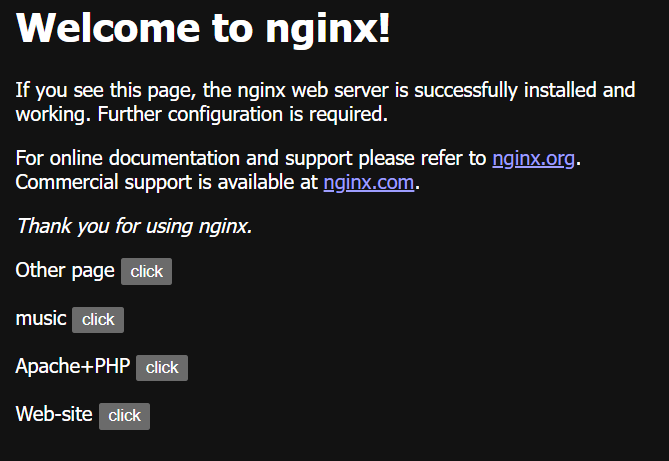 Welcome to nginx!
If you see this page, the nginx web server is successfully installed and
working. Further configuration is required.
For online documentation and support please refer to nginx.org.
Commercial support is available at nginx.com.
Thank you for using nginx.
Other page click
music click
Apache+PHP click
Web-site click